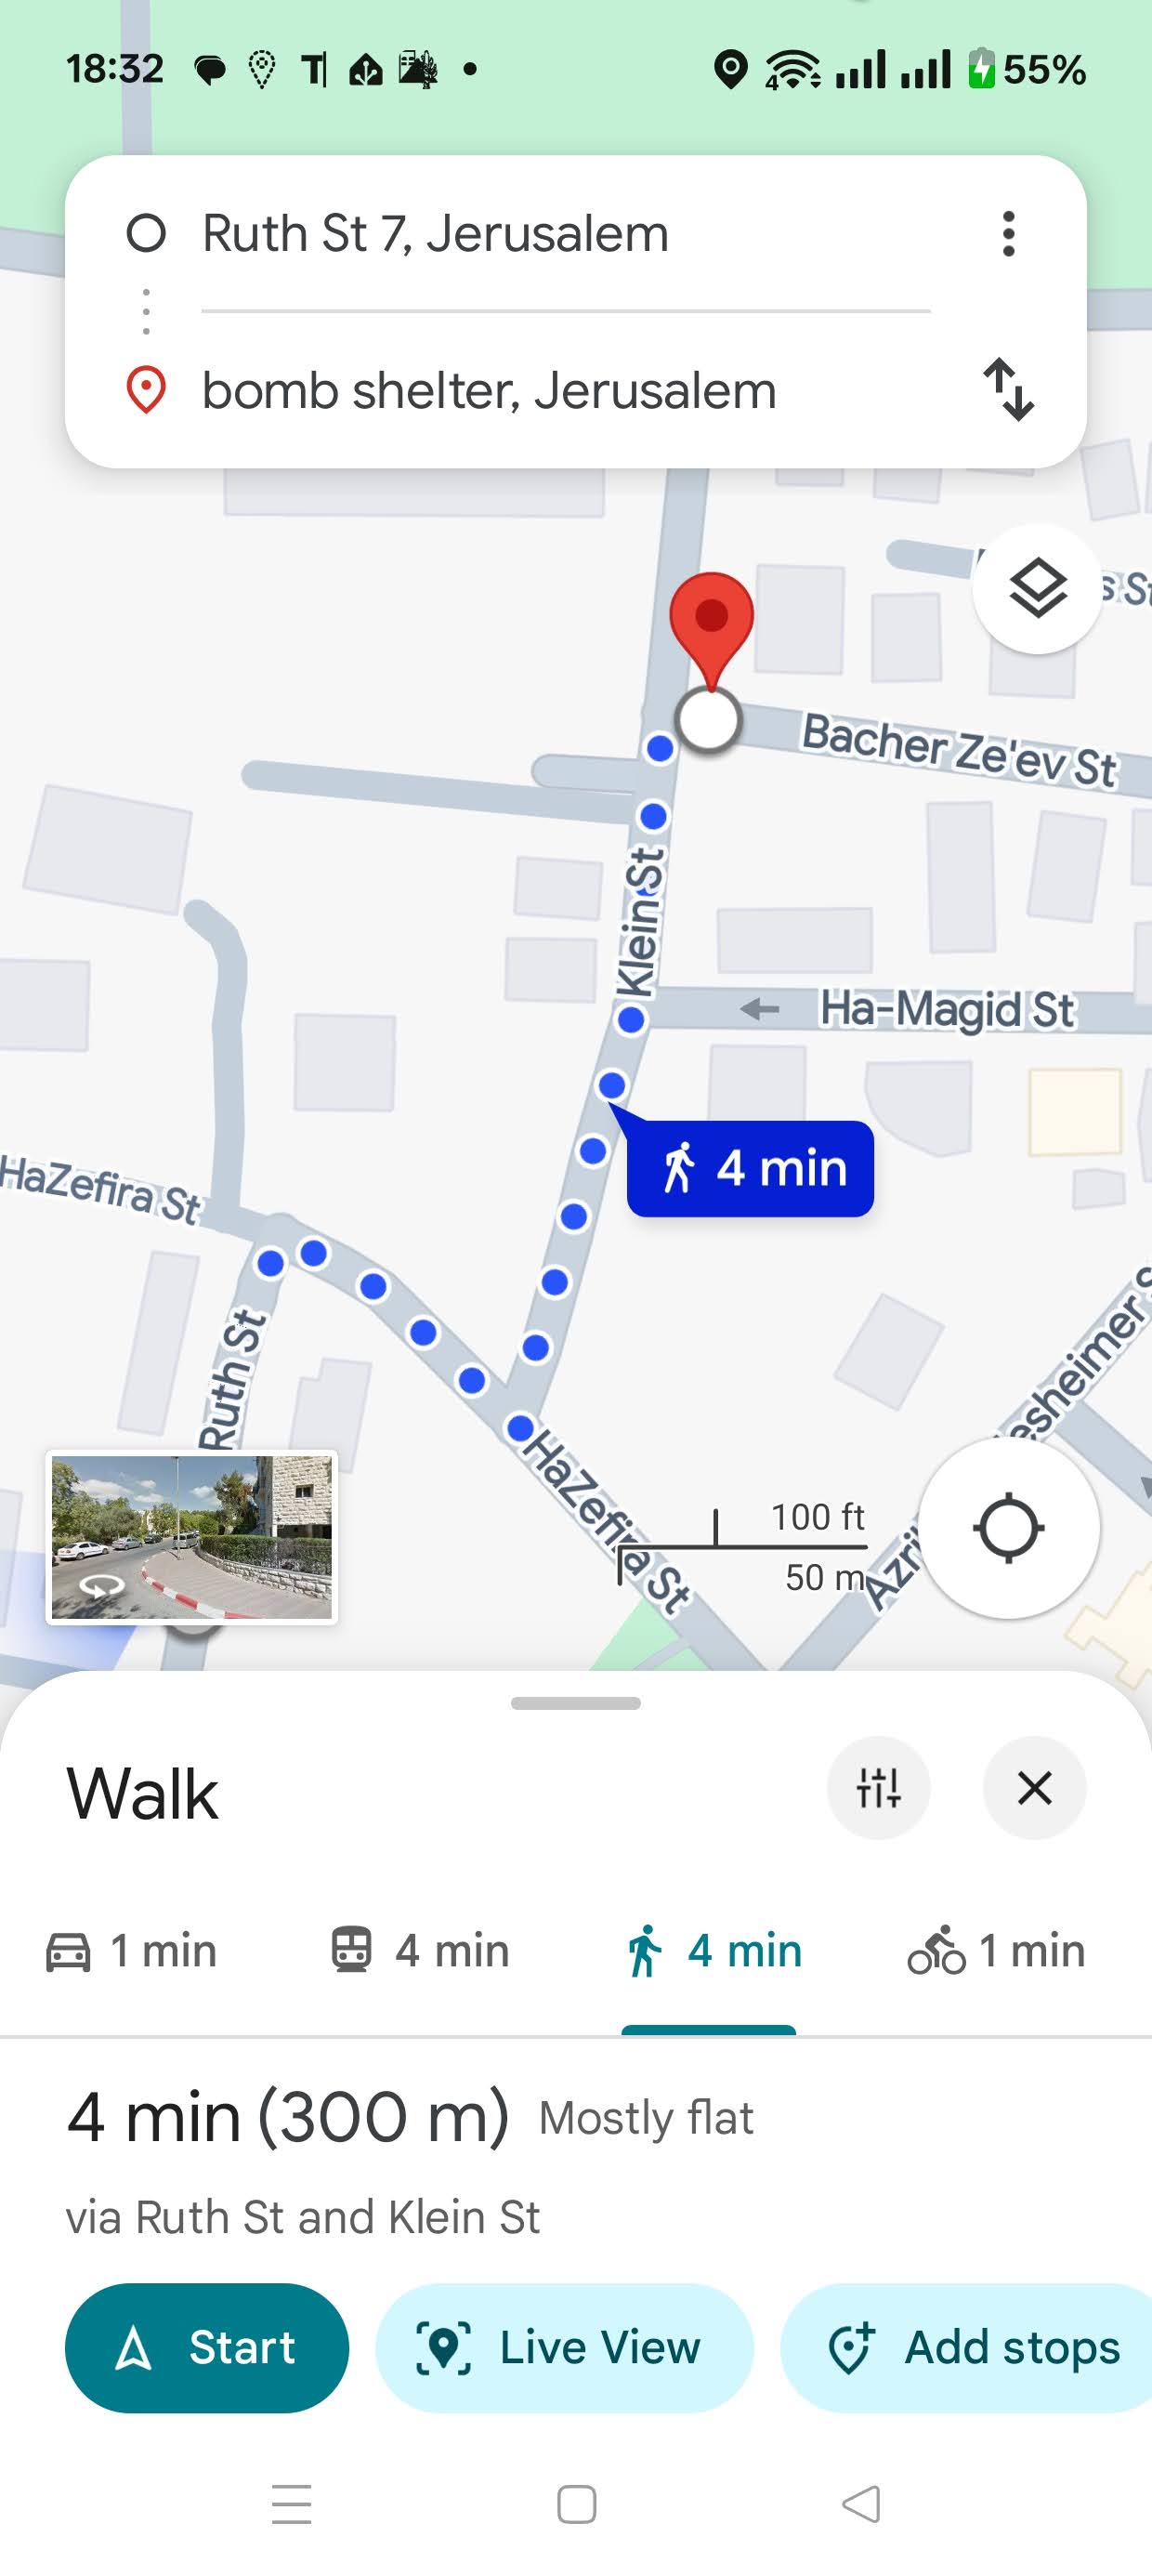 18:32
4
55%
Ruth St 7, Jerusalem
bomb shelter, Jerusalem
s St
Bacher Ze'ev St
Klein St
Ha-Magid St
4 min
HaZefira St
Ruth St
esheimer S
HaZefira St
100 ft
50 m
Azri
Walk
1 min
4 min
4 min
1 min
4 min (300 m) Mostly flat
via Ruth St and Klein St
Start
Live View
Add stops